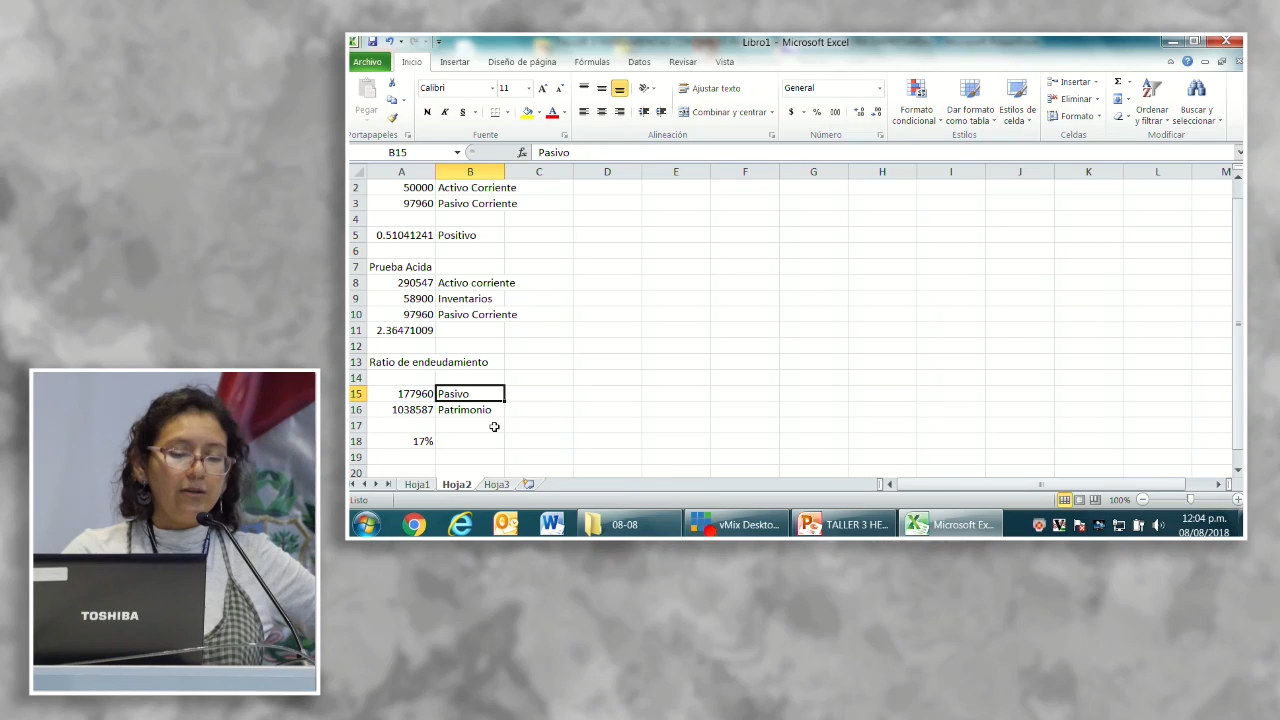 Libro1 - Microsoft Excel
Archivo Inicio Insertar Diseño de página Fórmulas Datos Revisar Vista
Calibri 11 Ajustar texto General Insertar Σ
Pegar N K S Combinar y centrar $ % 000 Formato condicional Dar formato como tabla Estilos de celda Eliminar Formato Ordenar y filtrar Buscar y seleccionar
Portapapeles Fuente Alineación Número Estilos Celdas Modificar
B15 fx Pasivo
A B C D E F G H I J K L M
2 50000 Activo Corriente
3 97960 Pasivo Corriente
4
5 0.51041241 Positivo
6
7 Prueba Acida
8 290547 Activo corriente
9 58900 Inventarios
10 97960 Pasivo Corriente
11 2.36471009
12
13 Ratio de endeudamiento
14
15 177960 Pasivo
16 1038587 Patrimonio
17
18 17%
19
20
Hoja1 Hoja2 Hoja3
Listo 100%
08-08 vMix Deskto... TALLER 3 HE... Microsoft Ex... 12:04 p.m.
08/08/2018
TOSHIBA